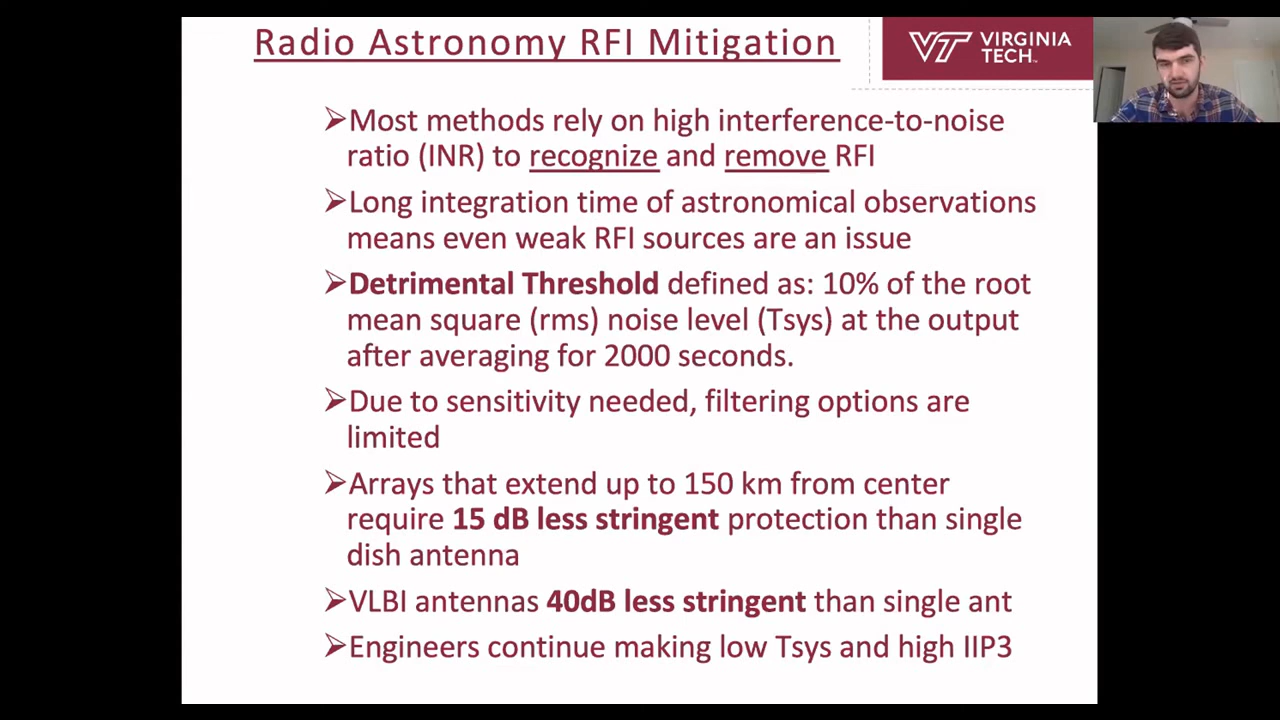 Radio Astronomy RFI Mitigation
VIRGINIA
TECH™
➢Most methods rely on high interference-to-noise
ratio (INR) to recognize and remove RFI
➢Long integration time of astronomical observations
means even weak RFI sources are an issue
➢Detrimental Threshold defined as: 10% of the root
mean square (rms) noise level (Tsys) at the output
after averaging for 2000 seconds.
➢Due to sensitivity needed, filtering options are
limited
➢Arrays that extend up to 150 km from center
require 15 dB less stringent protection than single
dish antenna
➢VLBI antennas 40dB less stringent than single ant
➢Engineers continue making low Tsys and high IIP3